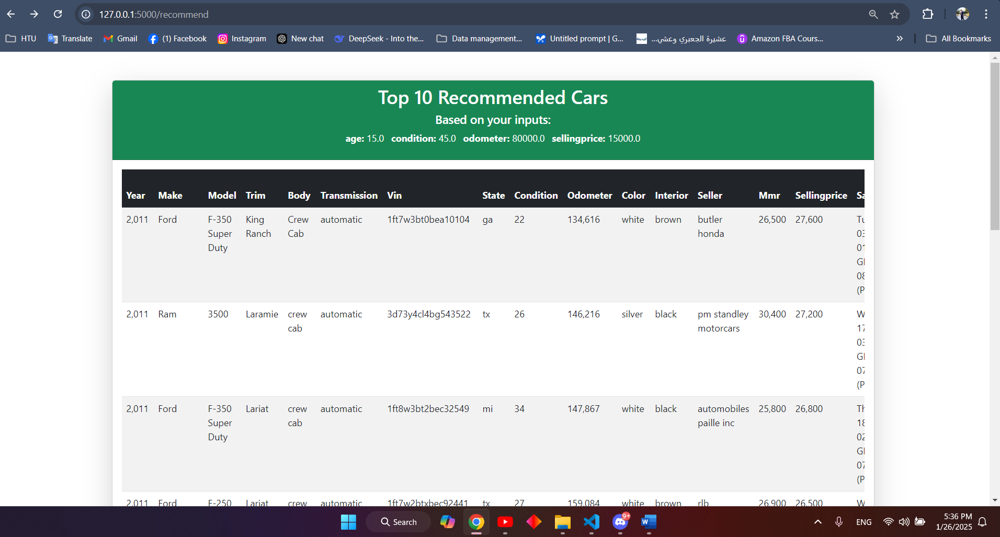 127.0.0.1:5000/recommend
HTU Translate Gmail (1) Facebook Instagram New chat DeepSeek - Into the... Data management... Untitled prompt | G... عشيرة الجعبري وعشي... Amazon FBA Cours... » All Bookmarks
Top 10 Recommended Cars
Based on your inputs:
age: 15.0 condition: 45.0 odometer: 80000.0 sellingprice: 15000.0
Year Make Model Trim Body Transmission Vin State Condition Odometer Color Interior Seller Mmr Sellingprice Sa
2,011 Ford F-350 King Crew automatic 1ft7w3bt0bea10104 ga 22 134,616 white brown butler 26,500 27,600 Tu
Super Ranch Cab honda 03
Duty 01
GI
08
(P
2,011 Ram 3500 Laramie crew automatic 3d73y4cl4bg543522 tx 26 146,216 silver black pm standley 30,400 27,200 W
cab motorcars 17
03
GI
07
(P
2,011 Ford F-350 Lariat crew automatic 1ft8w3bt2bec32549 mi 34 147,867 white black automobiles 25,800 26,800 Th
Super cab paille inc 18
Duty 02
GI
07
(P
2,011 Ford F-250 Lariat crew automatic 1ft7w2btxbec92441 tx 27 159,084 white brown rlb 26,900 26,500 W
Search 9+ ENG 5:36 PM
1/26/2025